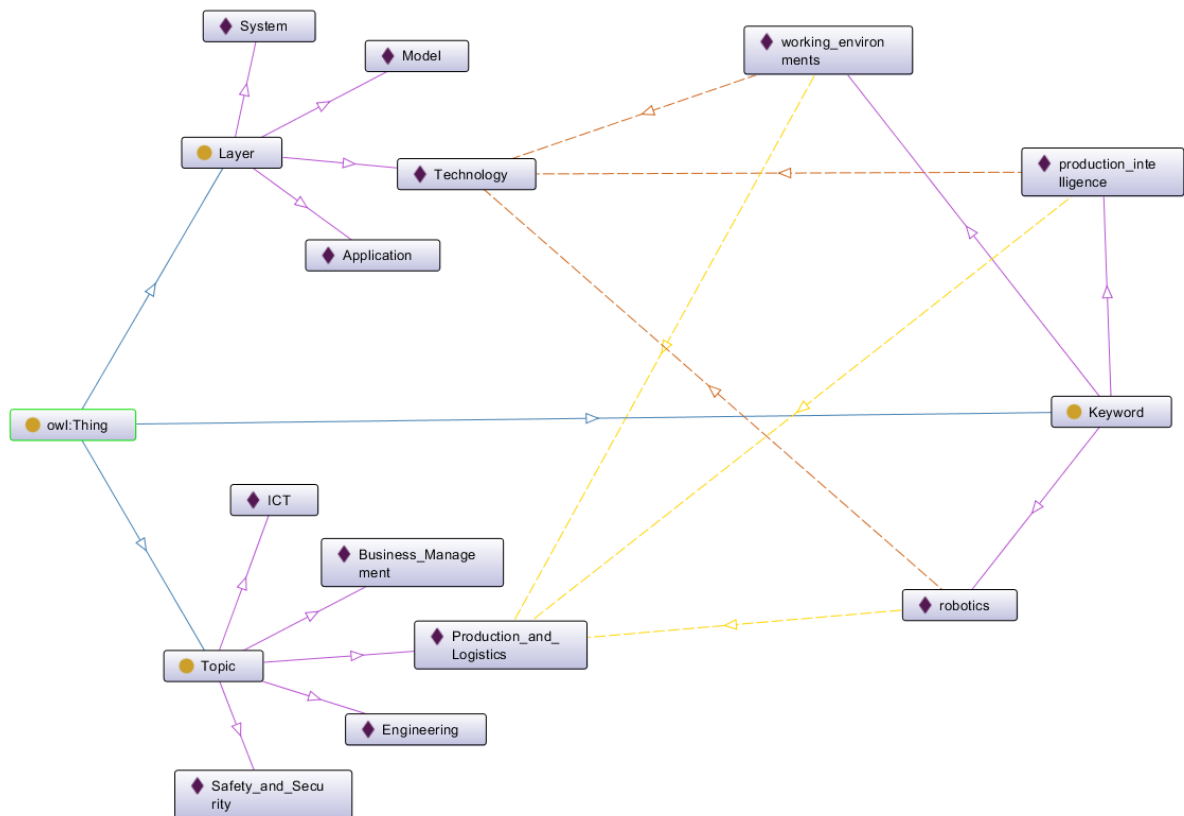 System
Model
working_environ
ments
Layer
Technology
production_inte
lligence
Application
owl:Thing
Keyword
ICT
Business_Manage
ment
robotics
Production_and_
Logistics
Topic
Engineering
Safety_and_Secu
rity